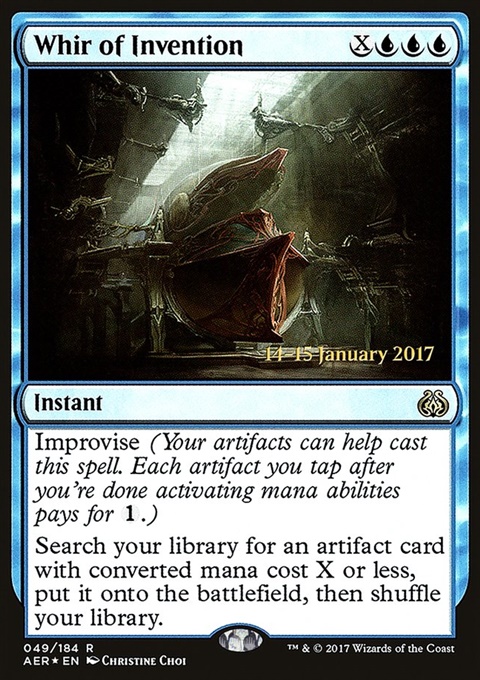 Whir of Invention X
14–15 January 2017
Instant
Improvise (Your artifacts can help cast
this spell. Each artifact you tap after
you're done activating mana abilities
pays for 1.)
Search your library for an artifact card
with converted mana cost X or less,
put it onto the battlefield, then shuffle
your library.
049/184 R
AER★EN Christine Choi
™ & © 2017 Wizards of the Coast